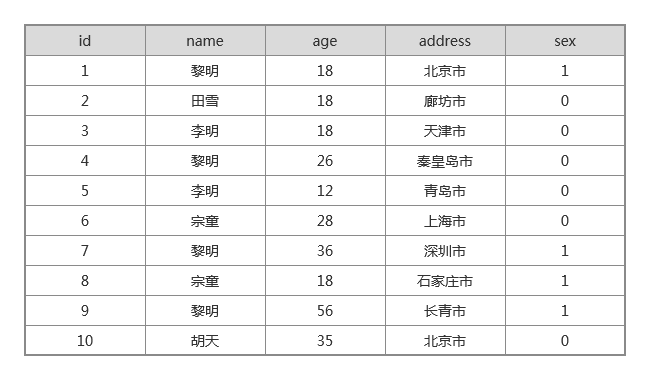 id name age address sex
1 黎明 18 北京市 1
2 田雪 18 廊坊市 0
3 李明 18 天津市 0
4 黎明 26 秦皇岛市 0
5 李明 12 青岛市 0
6 宗童 28 上海市 0
7 黎明 36 深圳市 1
8 宗童 18 石家庄市 1
9 黎明 56 长青市 1
10 胡天 35 北京市 0